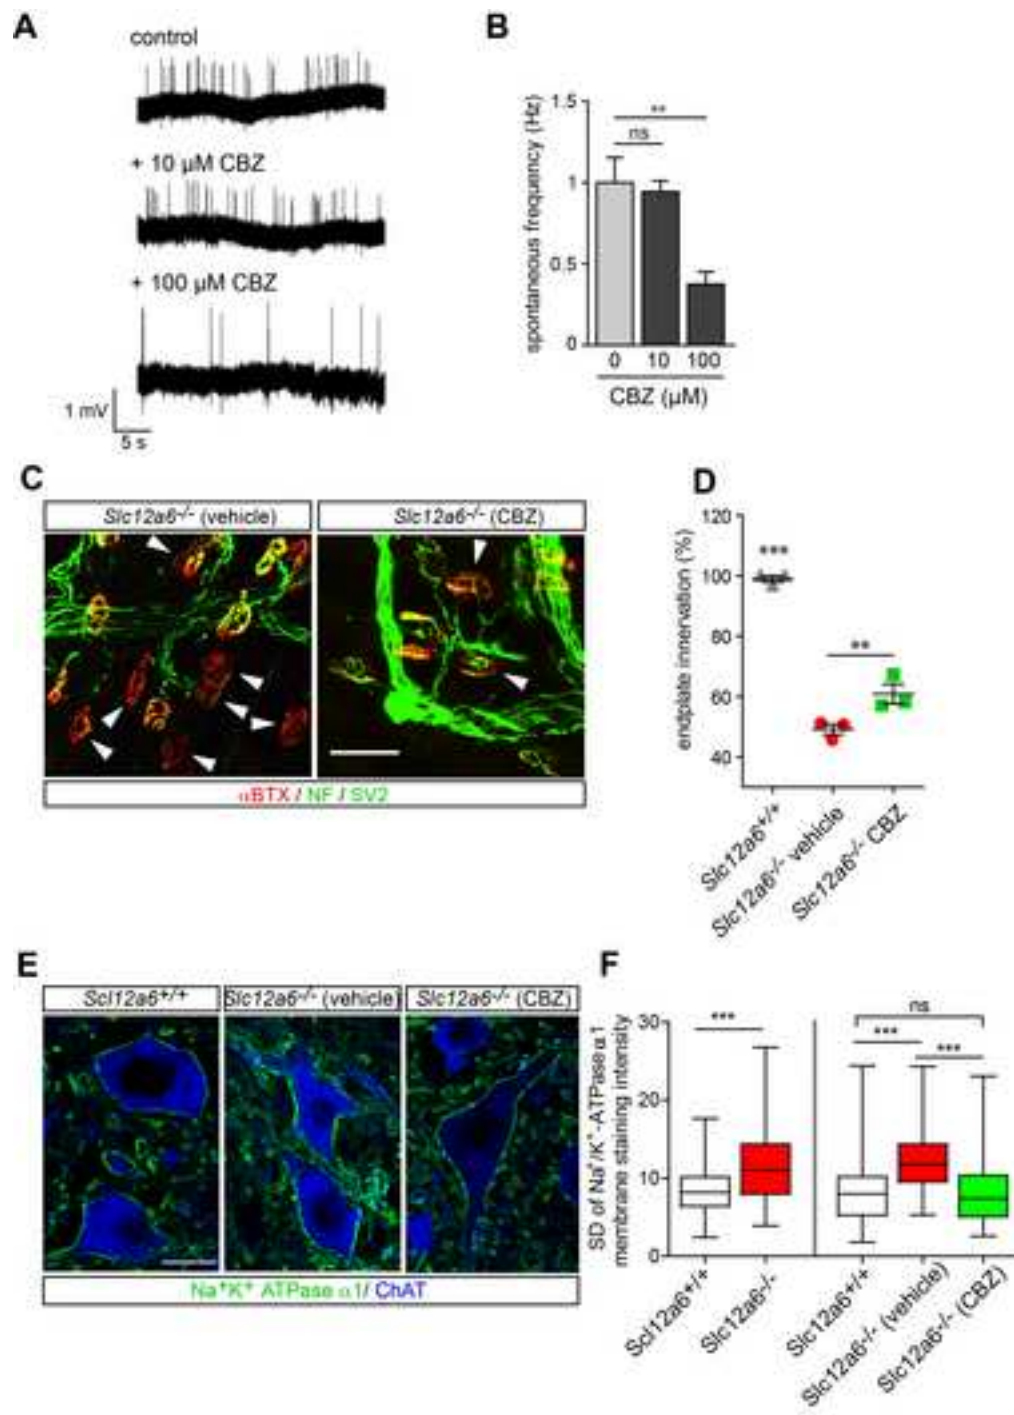 A
control
+ 10 µM CBZ
+ 100 µM CBZ
1 mV
5 s
B
spontaneous frequency (Hz)
1.5
1
0.5
0
**
ns
0 10 100
CBZ (µM)
C
Slc12a6-/- (vehicle)
Slc12a6-/- (CBZ)
αBTX / NF / SV2
D
endplate innervation (%)
120
100
80
60
40
***
**
Slc12a6+/+
Slc12a6-/- vehicle
Slc12a6-/- CBZ
E
Scl12a6+/+
Slc12a6-/- (vehicle)
Slc12a6-/- (CBZ)
Na+K+ ATPase α1/ ChAT
F
SD of Na+/K+-ATPase α1
membrane staining intensity
30
20
10
0
***
ns
***
***
Scl12a6+/+
Slc12a6-/-
Slc12a6+/+
Slc12a6-/- (vehicle)
Slc12a6-/- (CBZ)